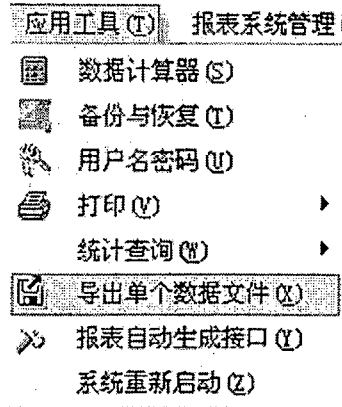 应用工具(T) 报表系统管理
数据计算器(S)
备份与恢复(T)
用户名密码(U)
打印(V)
统计查询(W)
导出单个数据文件(X)
报表自动生成接口(Y)
系统重新启动(Z)